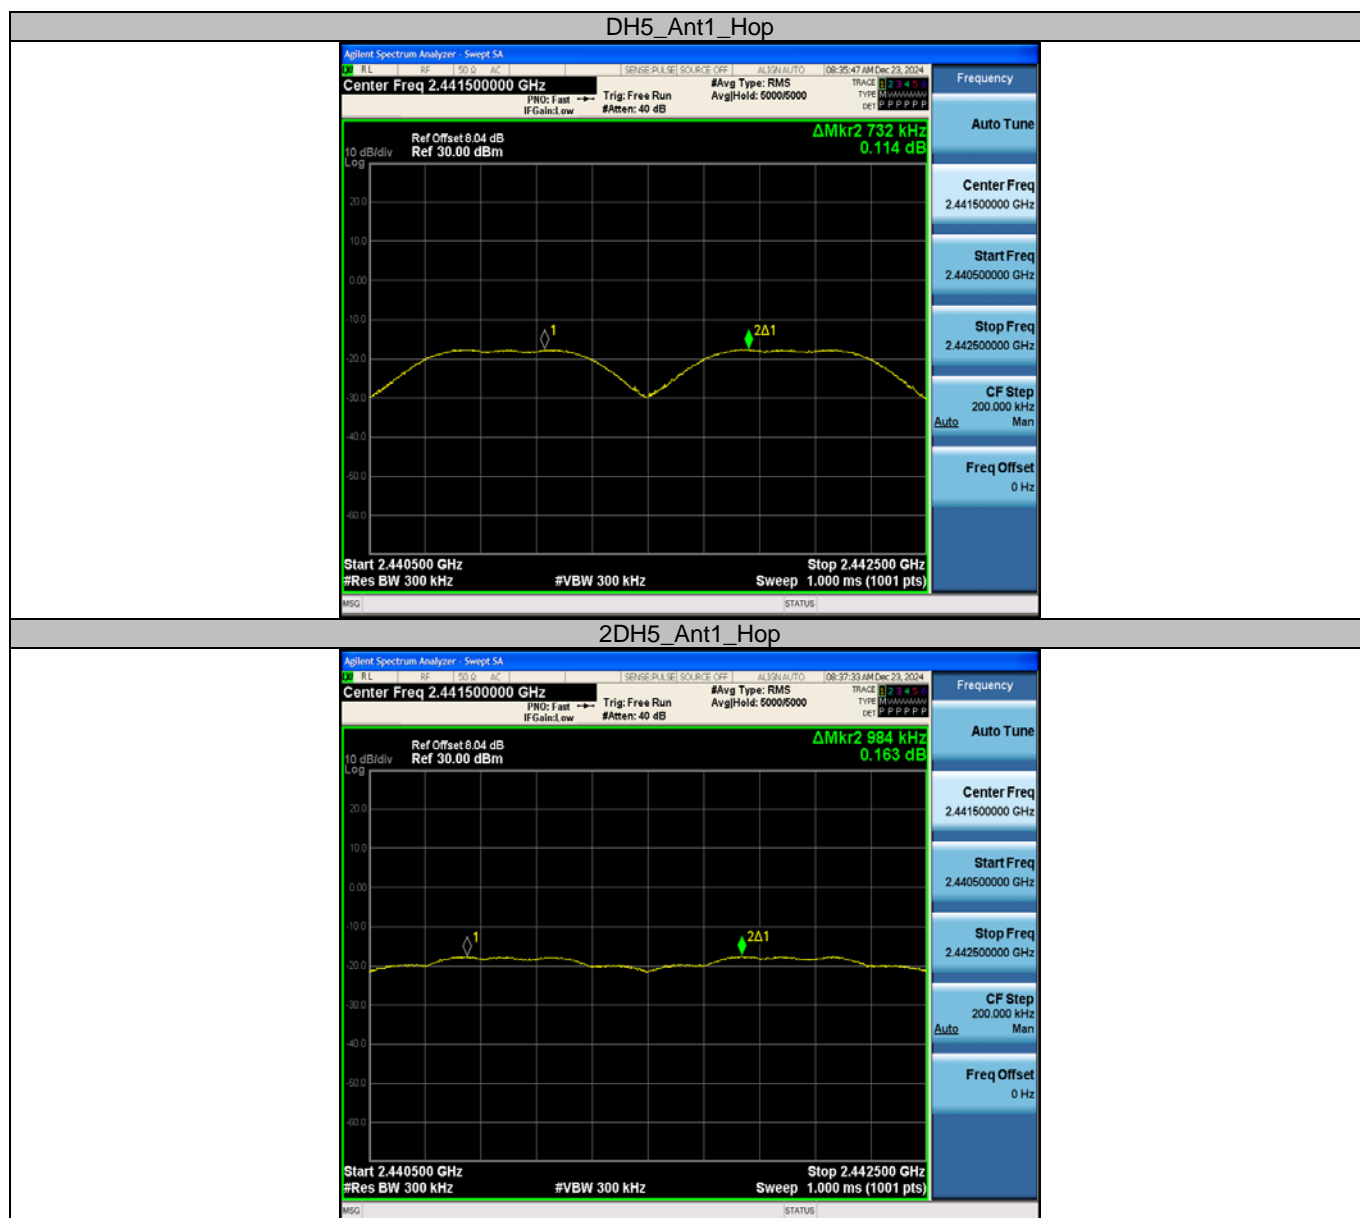 DH5_Ant1_Hop
Agilent Spectrum Analyzer - Swept SA
RL RF 50 Ω AC SENSE:PULSE SOURCE OFF ALIGN AUTO 08:35:47 AM Dec 23, 2024
Center Freq 2.441500000 GHz
PNO: Fast
IFGain:Low
Trig: Free Run
#Atten: 40 dB
#Avg Type: RMS
Avg|Hold: 5000/5000
TRACE 1 2 3 4 5 6
TYPE M W W W W W
DET P P P P P P
Frequency
Auto Tune
Center Freq
2.441500000 GHz
Start Freq
2.440500000 GHz
Stop Freq
2.442500000 GHz
CF Step
200.000 kHz
Auto Man
Freq Offset
0 Hz
ΔMkr2 732 kHz
0.114 dB
Ref Offset 8.04 dB
10 dB/div Ref 30.00 dBm
Log
20.0
10.0
0.00
-10.0
-20.0
-30.0
-40.0
-50.0
-60.0
1
2Δ1
Start 2.440500 GHz Stop 2.442500 GHz
#Res BW 300 kHz #VBW 300 kHz Sweep 1.000 ms (1001 pts)
MSG STATUS
2DH5_Ant1_Hop
Agilent Spectrum Analyzer - Swept SA
RL RF 50 Ω AC SENSE:PULSE SOURCE OFF ALIGN AUTO 08:37:33 AM Dec 23, 2024
Center Freq 2.441500000 GHz
PNO: Fast
IFGain:Low
Trig: Free Run
#Atten: 40 dB
#Avg Type: RMS
Avg|Hold: 5000/5000
TRACE 1 2 3 4 5 6
TYPE M W W W W W
DET P P P P P P
Frequency
Auto Tune
Center Freq
2.441500000 GHz
Start Freq
2.440500000 GHz
Stop Freq
2.442500000 GHz
CF Step
200.000 kHz
Auto Man
Freq Offset
0 Hz
ΔMkr2 984 kHz
0.163 dB
Ref Offset 8.04 dB
10 dB/div Ref 30.00 dBm
Log
20.0
10.0
0.00
-10.0
-20.0
-30.0
-40.0
-50.0
-60.0
1
2Δ1
Start 2.440500 GHz Stop 2.442500 GHz
#Res BW 300 kHz #VBW 300 kHz Sweep 1.000 ms (1001 pts)
MSG STATUS